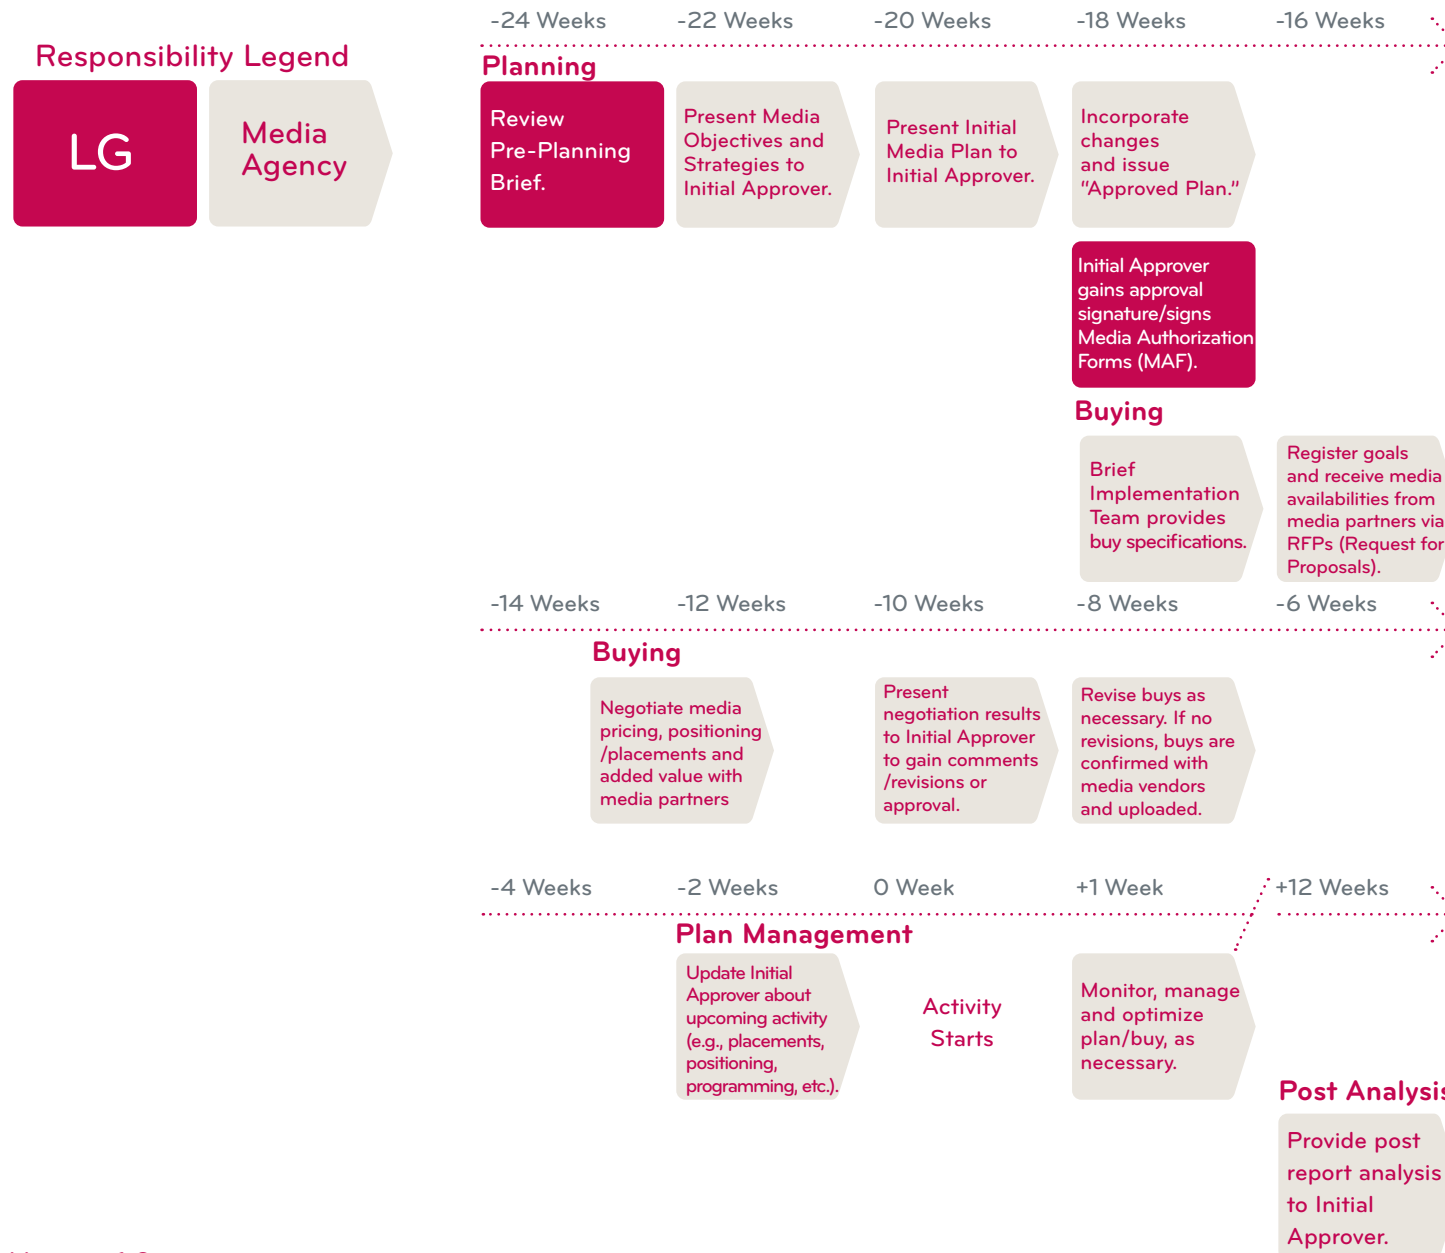 -24 Weeks
-22 Weeks
-20 Weeks
-18 Weeks
-16 Weeks
Responsibility Legend
LG
Media
Agency
Planning
Review
Pre-Planning
Brief.
Present Media
Objectives and
Strategies to
Initial Approver.
Present Initial
Media Plan to
Initial Approver.
Incorporate
changes
and issue
"Approved Plan."
Initial Approver
gains approval
signature/signs
Media Authorization
Forms (MAF).
Buying
Brief
Implementation
Team provides
buy specifications.
Register goals
and receive media
availabilities from
media partners via
RFPs (Request for
Proposals).
-14 Weeks
-12 Weeks
-10 Weeks
-8 Weeks
-6 Weeks
Buying
Negotiate media
pricing, positioning
/placements and
added value with
media partners
Present
negotiation results
to Initial Approver
to gain comments
/revisions or
approval.
Revise buys as
necessary. If no
revisions, buys are
confirmed with
media vendors
and uploaded.
-4 Weeks
-2 Weeks
0 Week
+1 Week
+12 Weeks
Plan Management
Update Initial
Approver about
upcoming activity
(e.g., placements,
positioning,
programming, etc.).
Activity
Starts
Monitor, manage
and optimize
plan/buy, as
necessary.
Post Analysis
Provide post
report analysis
to Initial
Approver.